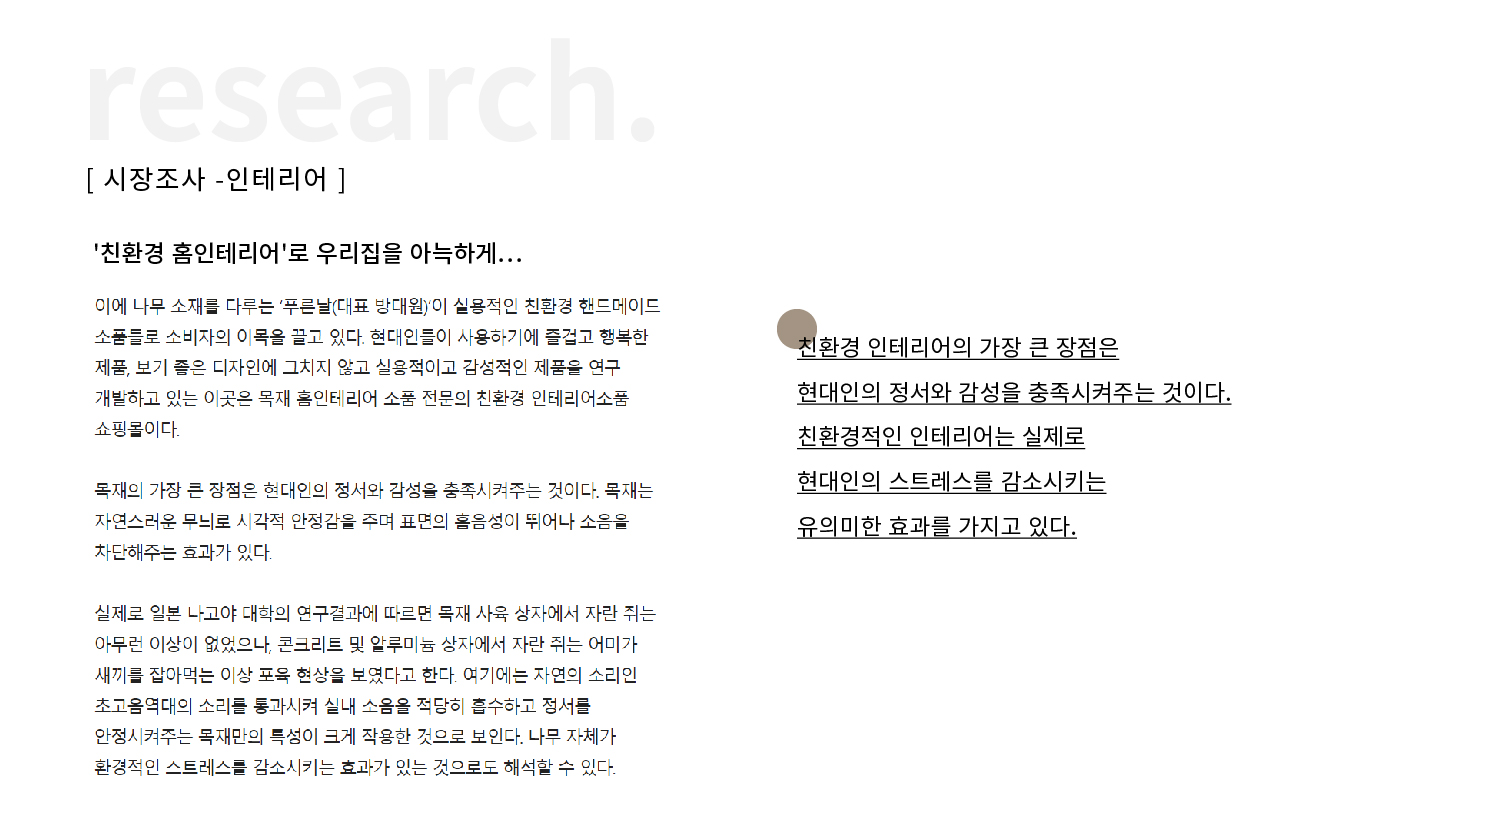 research.
[ 시장조사 -인테리어 ]
'친환경 홈인테리어'로 우리집을 아늑하게...
이에 나무 소재를 다루는 ‘푸른날(대표 방대원)’이 실용적인 친환경 핸드메이드
소품들로 소비자의 이목을 끌고 있다. 현대인들이 사용하기에 즐겁고 행복한
제품, 보기 좋은 디자인에 그치지 않고 실용적이고 감성적인 제품을 연구
개발하고 있는 이곳은 목재 홈인테리어 소품 전문의 친환경 인테리어소품
쇼핑몰이다.
목재의 가장 큰 장점은 현대인의 정서와 감성을 충족시켜주는 것이다. 목재는
자연스러운 무늬로 시각적 안정감을 주며 표면의 흡음성이 뛰어나 소음을
차단해주는 효과가 있다.
실제로 일본 나고야 대학의 연구결과에 따르면 목재 사육 상자에서 자란 쥐는
아무런 이상이 없었으나, 콘크리트 및 알루미늄 상자에서 자란 쥐는 어미가
새끼를 잡아먹는 이상 포육 현상을 보였다고 한다. 여기에는 자연의 소리인
초고음역대의 소리를 통과시켜 실내 소음을 적당히 흡수하고 정서를
안정시켜주는 목재만의 특성이 크게 작용한 것으로 보인다. 나무 자체가
환경적인 스트레스를 감소시키는 효과가 있는 것으로도 해석할 수 있다.
친환경 인테리어의 가장 큰 장점은
현대인의 정서와 감성을 충족시켜주는 것이다.
친환경적인 인테리어는 실제로
현대인의 스트레스를 감소시키는
유의미한 효과를 가지고 있다.